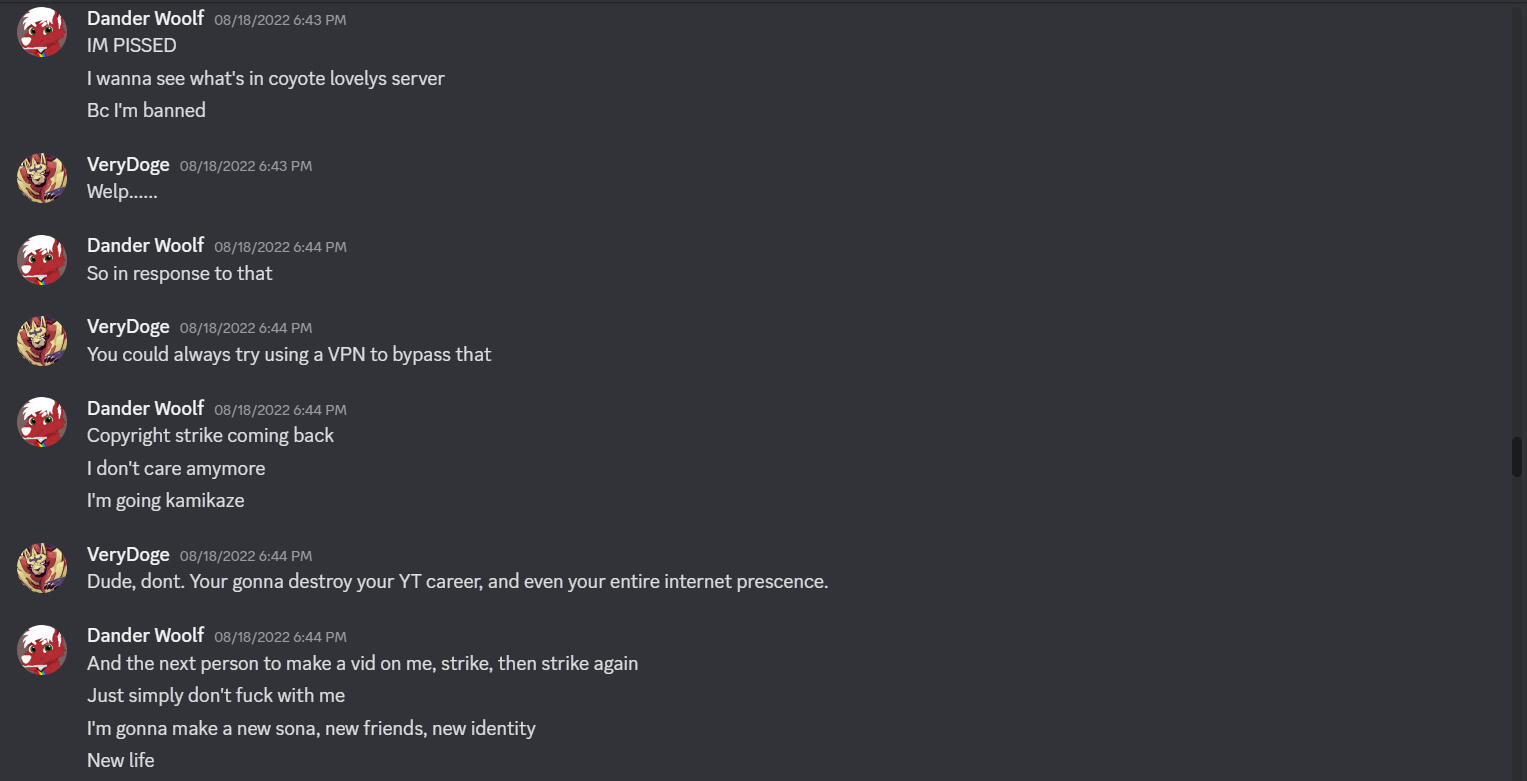 Dander Woolf 08/18/2022 6:43 PM
IM PISSED
I wanna see what's in coyote lovelys server
Bc I'm banned
VeryDoge 08/18/2022 6:43 PM
Welp......
Dander Woolf 08/18/2022 6:44 PM
So in response to that
VeryDoge 08/18/2022 6:44 PM
You could always try using a VPN to bypass that
Dander Woolf 08/18/2022 6:44 PM
Copyright strike coming back
I don't care amymore
I'm going kamikaze
VeryDoge 08/18/2022 6:44 PM
Dude, dont. Your gonna destroy your YT career, and even your entire internet prescence.
Dander Woolf 08/18/2022 6:44 PM
And the next person to make a vid on me, strike, then strike again
Just simply don't fuck with me
I'm gonna make a new sona, new friends, new identity
New life